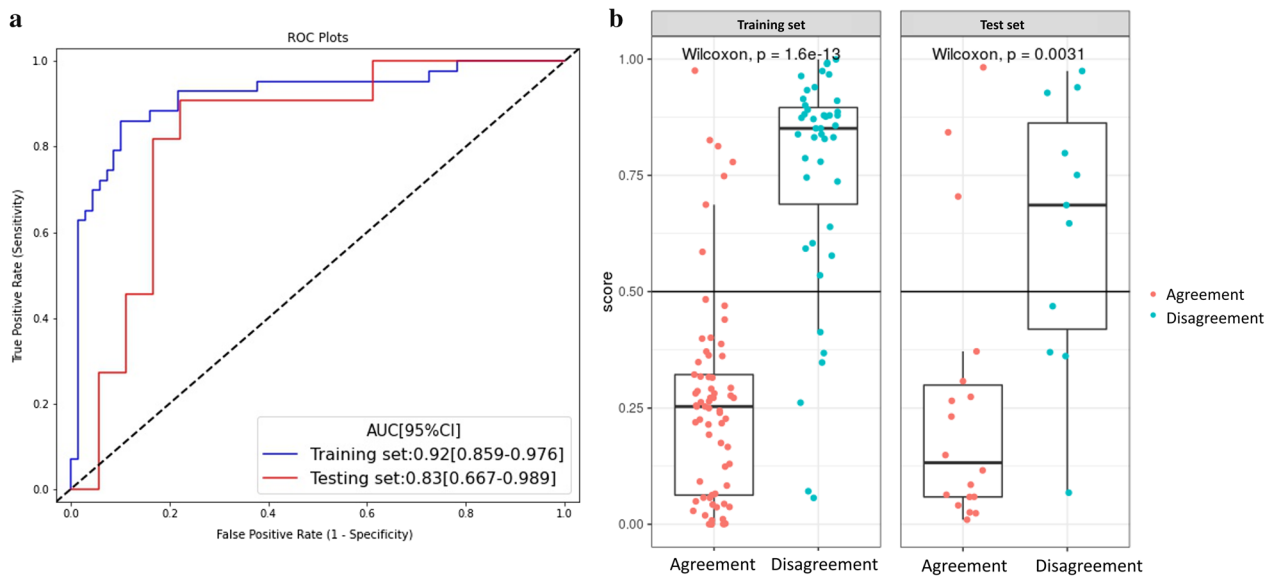 a
ROC Plots
True Positive Rate (Sensitivity)
1.0
0.8
0.6
0.4
0.2
0.0
0.0 0.2 0.4 0.6 0.8 1.0
False Positive Rate (1 - Specificity)
AUC[95%CI]
Training set:0.92[0.859-0.976]
Testing set:0.83[0.667-0.989]
b
Training set
Test set
Wilcoxon, p = 1.6e-13
Wilcoxon, p = 0.0031
score
1.00
0.75
0.50
0.25
0.00
Agreement Disagreement
Agreement Disagreement
Agreement
Disagreement